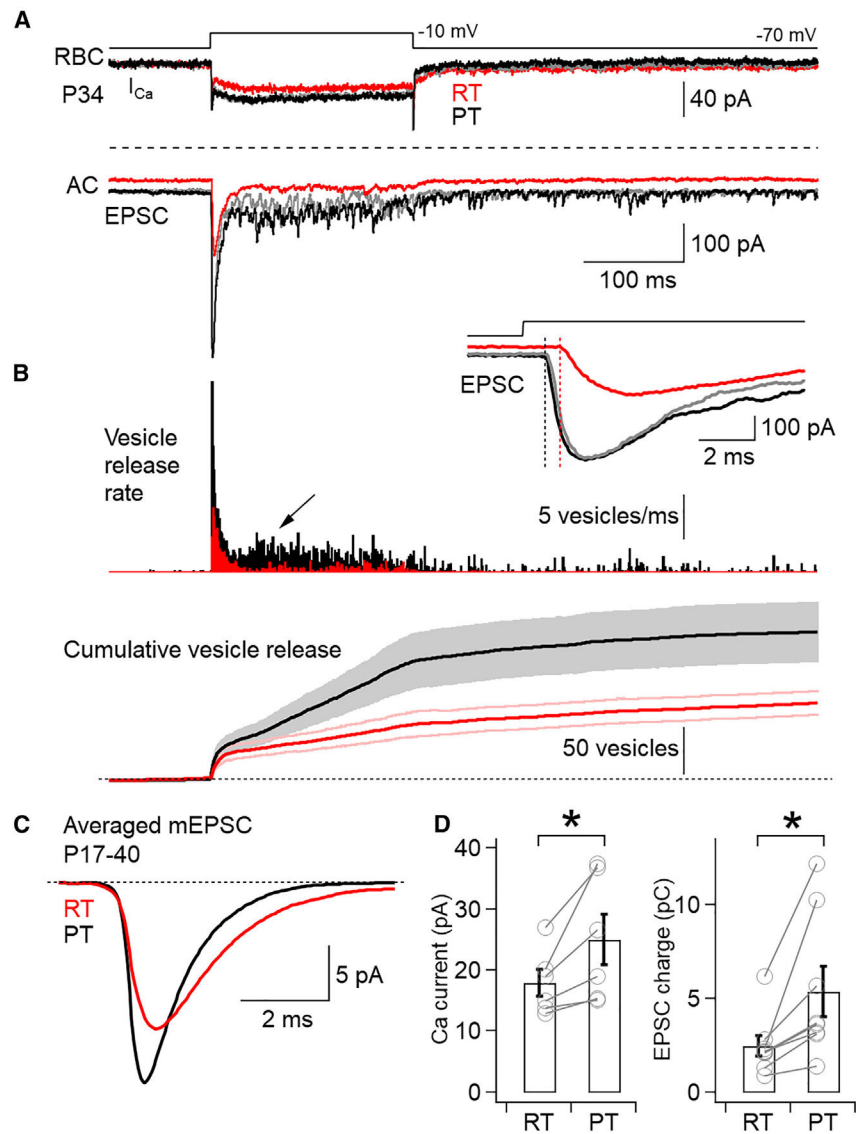 A
-10 mV
-70 mV
RBC
P34
I Ca
RT
PT
40 pA
AC
EPSC
100 pA
100 ms
B
EPSC
100 pA
2 ms
Vesicle
release
rate
5 vesicles/ms
Cumulative vesicle release
50 vesicles
C
Averaged mEPSC
P17-40
RT
PT
5 pA
2 ms
D
*
*
Ca current (pA)
40
30
20
10
0
RT
PT
EPSC charge (pC)
10
5
0
RT
PT